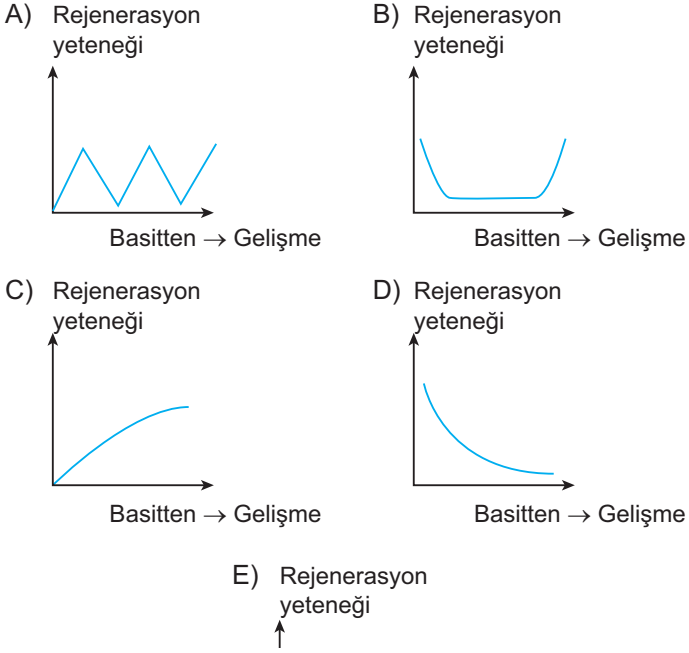 A) Rejenerasyon
yeteneği
Basitten → Gelişme
B) Rejenerasyon
yeteneği
Basitten → Gelişme
C) Rejenerasyon
yeteneği
Basitten → Gelişme
D) Rejenerasyon
yeteneği
Basitten → Gelişme
E) Rejenerasyon
yeteneği